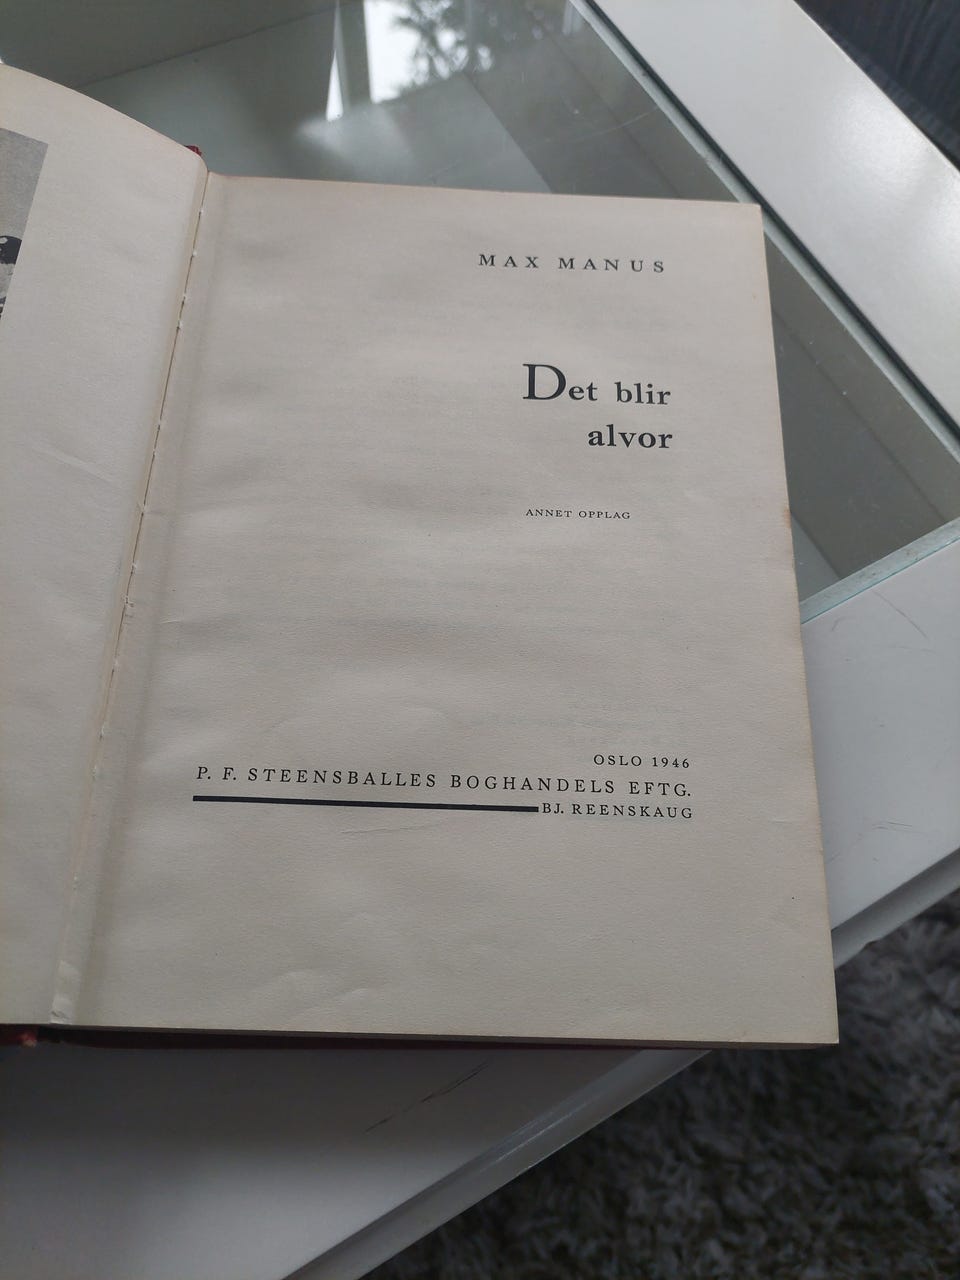 MAX MANUS
Det blir
alvor
ANNET OPPLAG
OSLO 1946
P. F. STEENSBALLES BOGHANDELS EFTG.
BJ. REENSKAUG